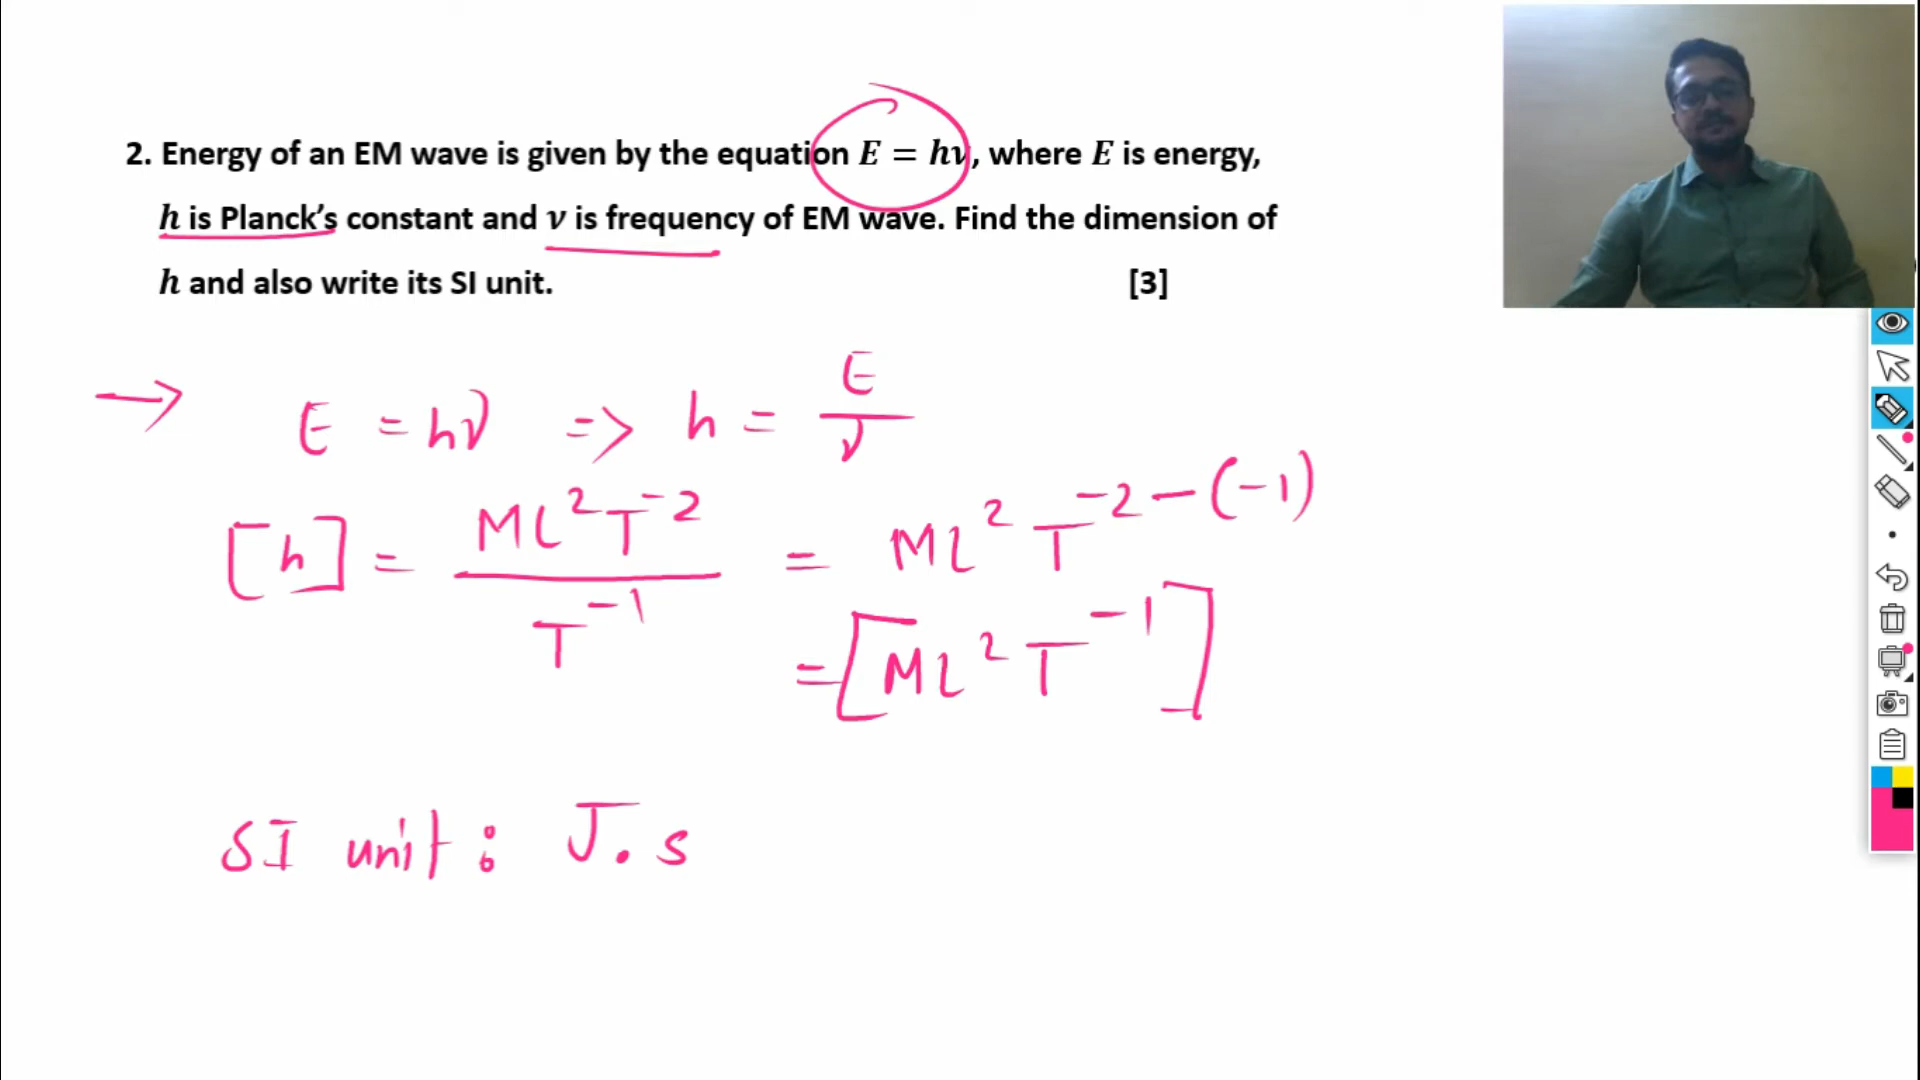 2. Energy of an EM wave is given by the equation E = hν, where E is energy,
h is Planck's constant and ν is frequency of EM wave. Find the dimension of
h and also write its SI unit. [3]
→ E = hν => h = E/ν
[h] = ML²T⁻²/T⁻¹ = ML²T⁻²⁻⁽⁻¹⁾
= [ML²T⁻¹]
SI unit : J. s